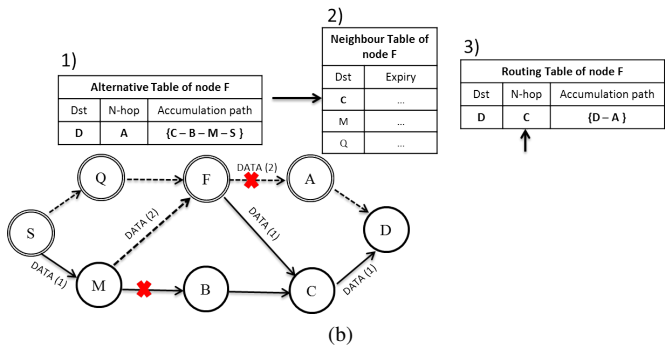 1)
Alternative Table of node F
Dst N-hop Accumulation path
D A {C – B – M – S }
2)
Neighbour Table of
node F
Dst Expiry
C ...
M ...
Q ...
3)
Routing Table of node F
Dst N-hop Accumulation path
D C {D – A }
DATA (2)
Q F A
DATA (2) DATA (1)
S D
DATA (1) DATA (1)
M B C
(b)